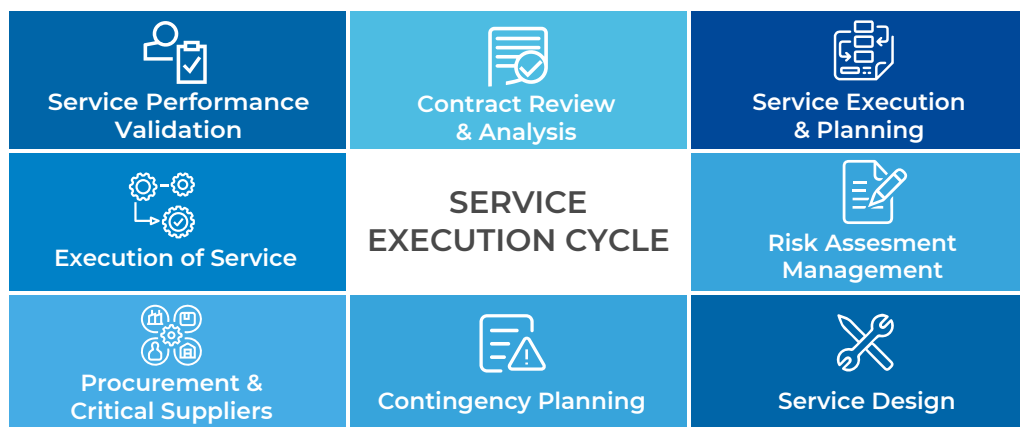 Service Performance
Validation
Contract Review
& Analysis
Service Execution
& Planning
Execution of Service
SERVICE
EXECUTION CYCLE
Risk Assesment
Management
Procurement &
Critical Suppliers
Contingency Planning
Service Design